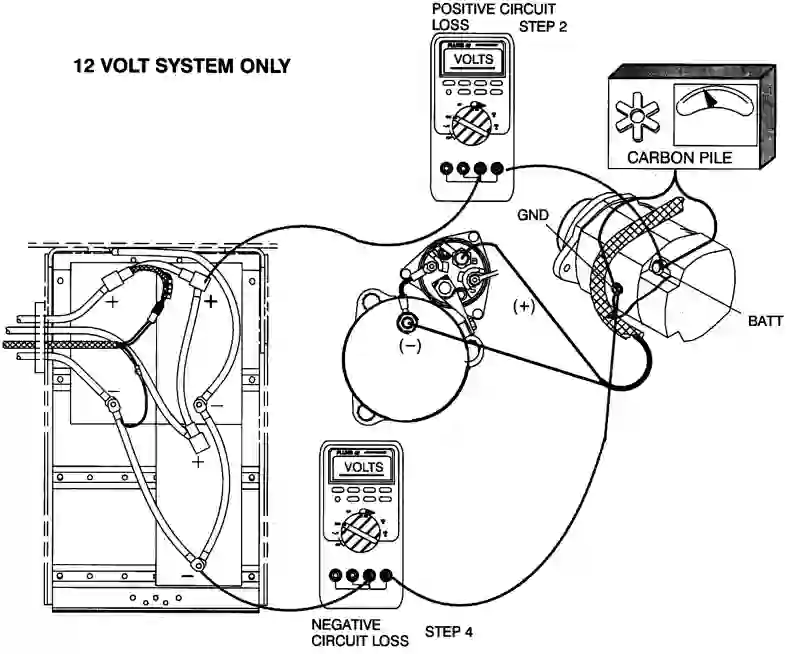 POSITIVE CIRCUIT
LOSS STEP 2
12 VOLT SYSTEM ONLY
VOLTS
CARBON PILE
GND
BATT
+
+
(+)
(−)
−
−
+
−
VOLTS
NEGATIVE
CIRCUIT LOSS STEP 4